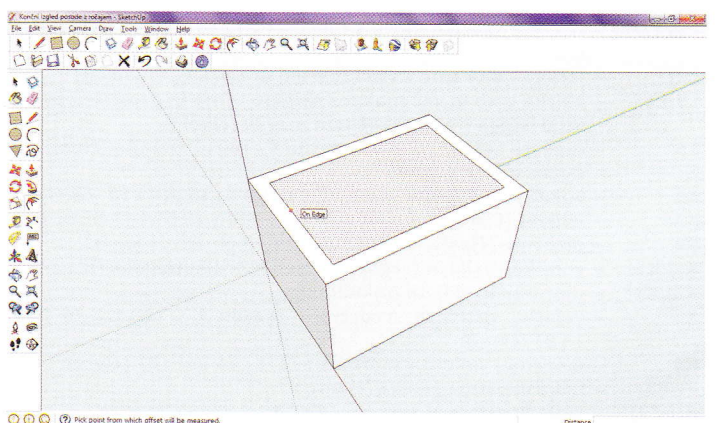 Končni izgled posode z ročajem - SketchUp
File Edit View Camera Draw Tools Window Help
On Edge
Pick point from which offset will be measured.
Distance